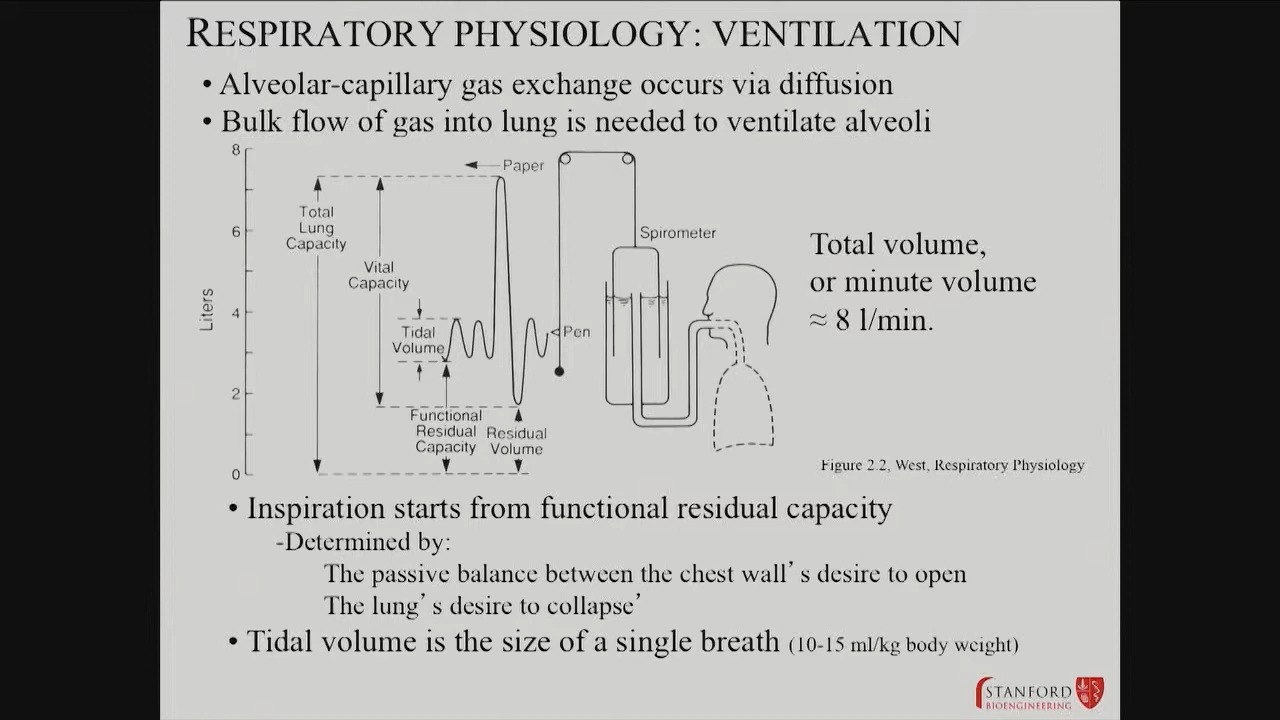 RESPIRATORY PHYSIOLOGY: VENTILATION
• Alveolar-capillary gas exchange occurs via diffusion
• Bulk flow of gas into lung is needed to ventilate alveoli
8
6
4
2
0
Liters
Paper
Total
Lung
Capacity
Vital
Capacity
Tidal
Volume
Functional
Residual
Capacity
Residual
Volume
Pen
Spirometer
Total volume,
or minute volume
≈ 8 l/min.
Figure 2.2, West, Respiratory Physiology
• Inspiration starts from functional residual capacity
-Determined by:
The passive balance between the chest wall’s desire to open
The lung’s desire to collapse’
• Tidal volume is the size of a single breath (10-15 ml/kg body weight)
STANFORD
BIOENGINEERING